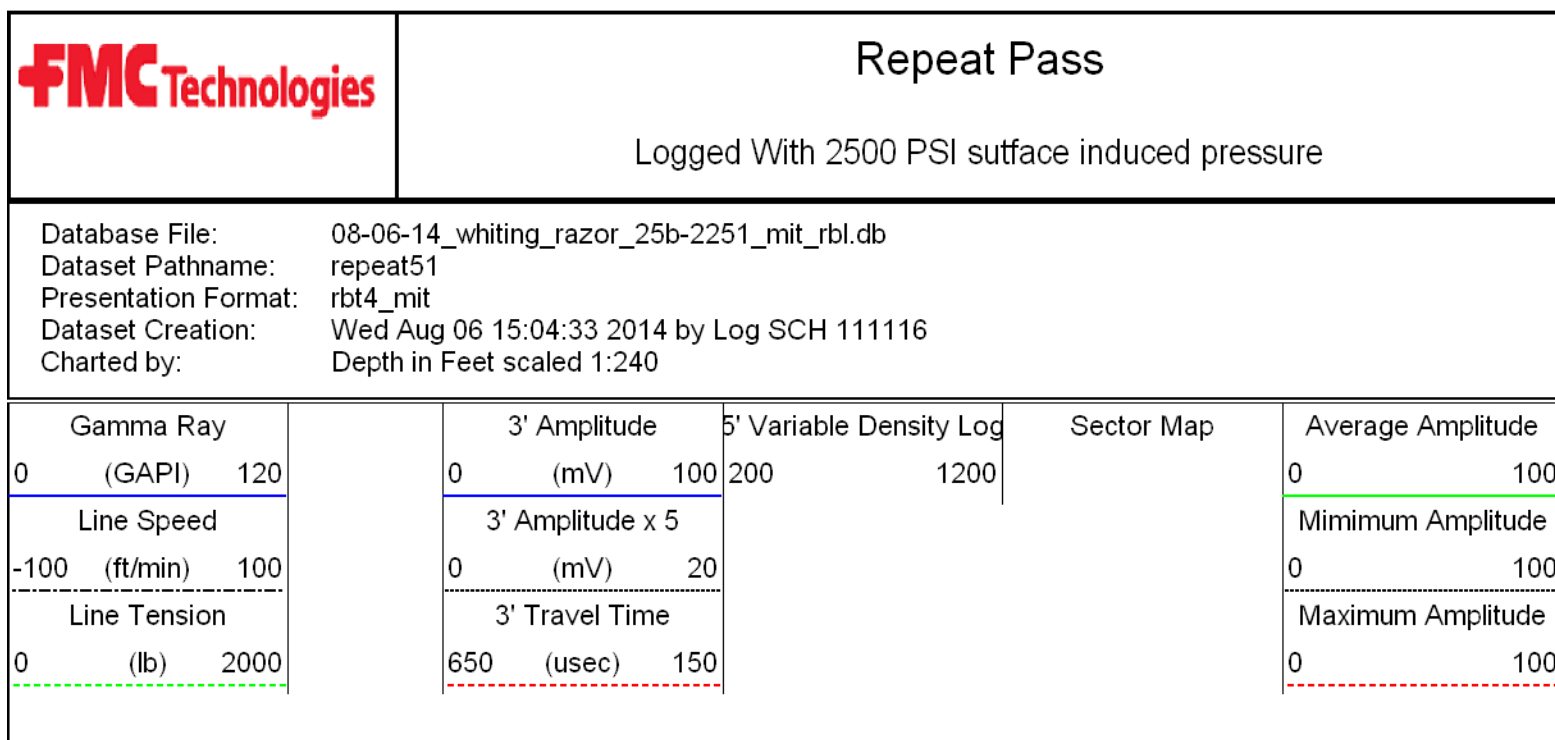 FMC Technologies
Repeat Pass
Logged With 2500 PSI sutface induced pressure
Database File: 08-06-14_whiting_razor_25b-2251_mit_rbl.db
Dataset Pathname: repeat51
Presentation Format: rbt4_mit
Dataset Creation: Wed Aug 06 15:04:33 2014 by Log SCH 111116
Charted by: Depth in Feet scaled 1:240
Gamma Ray 3' Amplitude 5' Variable Density Log Sector Map Average Amplitude
0 (GAPI) 120 0 (mV) 100 200 1200 0 100
Line Speed 3' Amplitude x 5 Mimimum Amplitude
-100 (ft/min) 100 0 (mV) 20 0 100
Line Tension 3' Travel Time Maximum Amplitude
0 (lb) 2000 650 (usec) 150 0 100